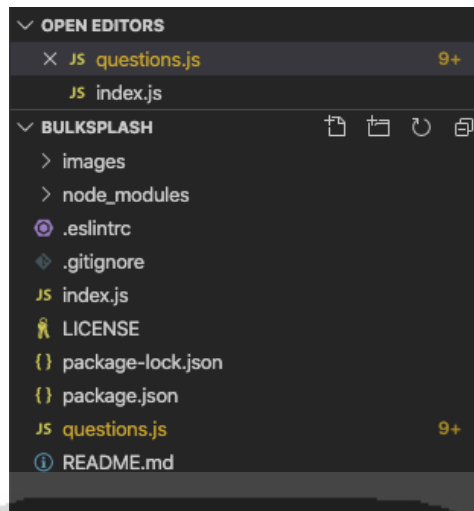 OPEN EDITORS
JS questions.js 9+
JS index.js
BULKSPLASH
images
node_modules
.eslintrc
.gitignore
JS index.js
LICENSE
{} package-lock.json
{} package.json
JS questions.js 9+
README.md